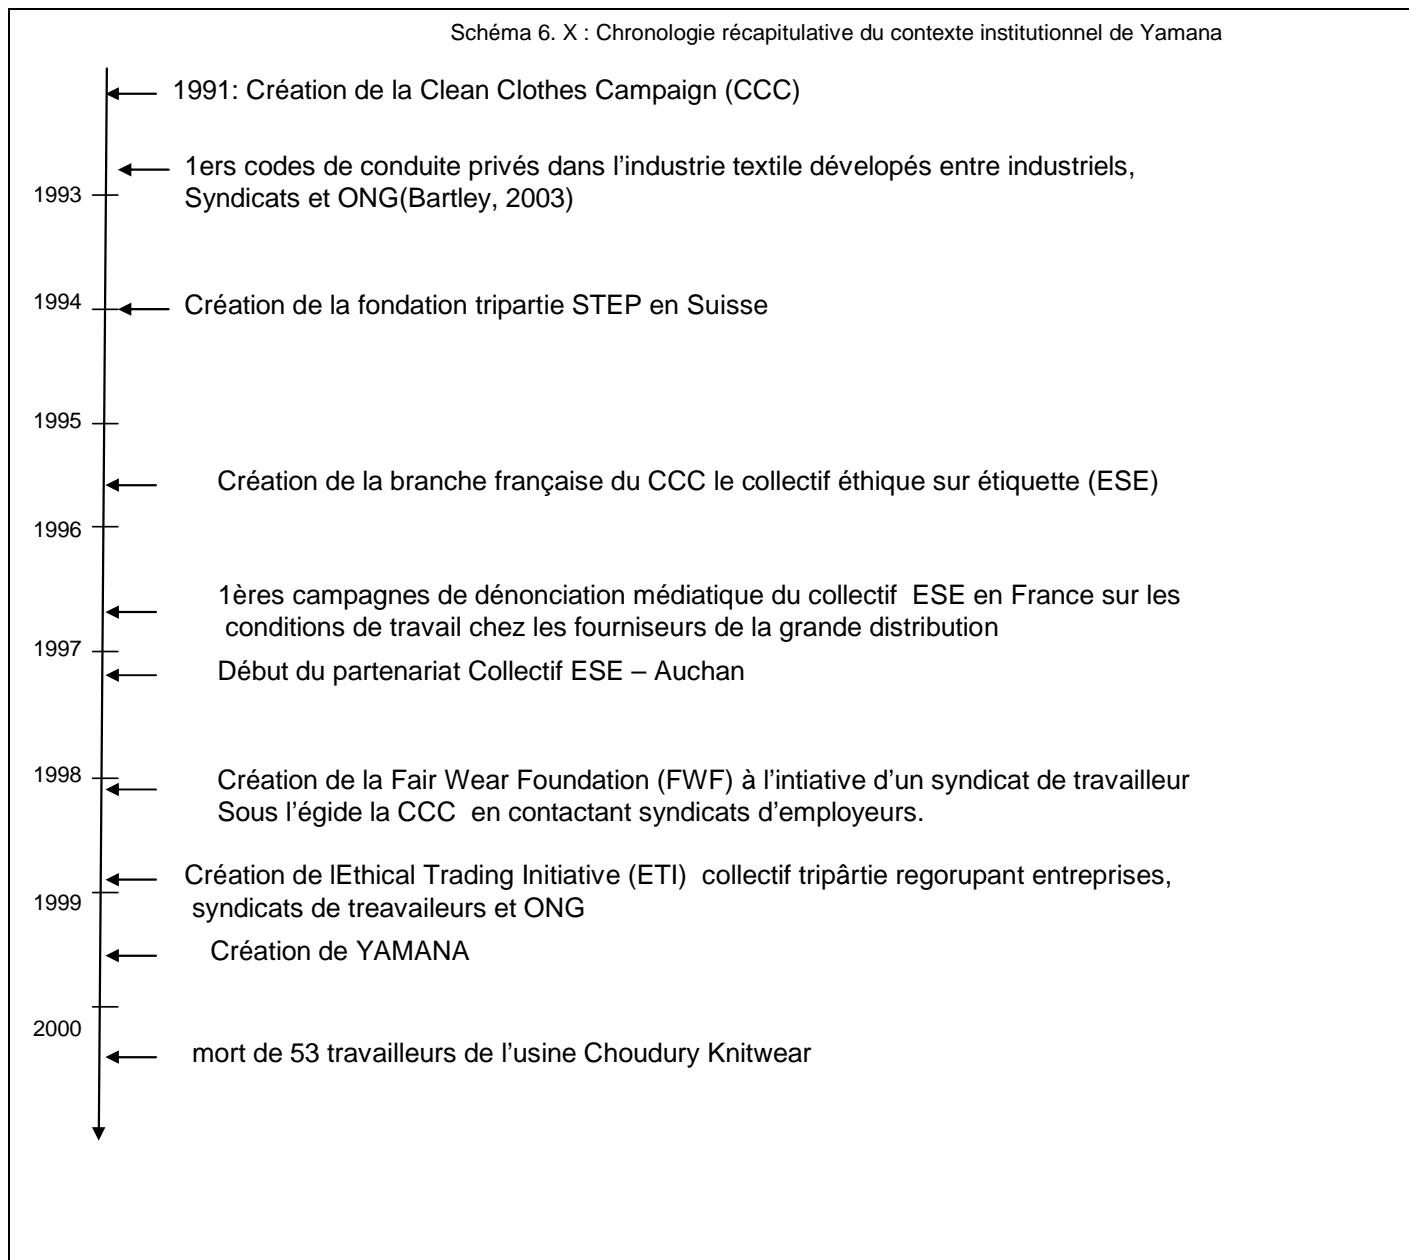 Schéma 6. X : Chronologie récapitulative du contexte institutionnel de Yamana
1991: Création de la Clean Clothes Campaign (CCC)
1ers codes de conduite privés dans l’industrie textile dévelopés entre industriels,
1993
Syndicats et ONG(Bartley, 2003)
1994
Création de la fondation tripartie STEP en Suisse
1995
Création de la branche française du CCC le collectif éthique sur étiquette (ESE)
1996
1ères campagnes de dénonciation médiatique du collectif  ESE en France sur les
conditions de travail chez les fourniseurs de la grande distribution
1997
Début du partenariat Collectif ESE – Auchan
1998
Création de la Fair Wear Foundation (FWF) à l’intiative d’un syndicat de travailleur
Sous l’égide la CCC  en contactant syndicats d’employeurs.
Création de lEthical Trading Initiative (ETI)  collectif tripârtie regorupant entreprises,
1999
syndicats de treavaileurs et ONG
Création de YAMANA
2000
mort de 53 travailleurs de l’usine Choudury Knitwear